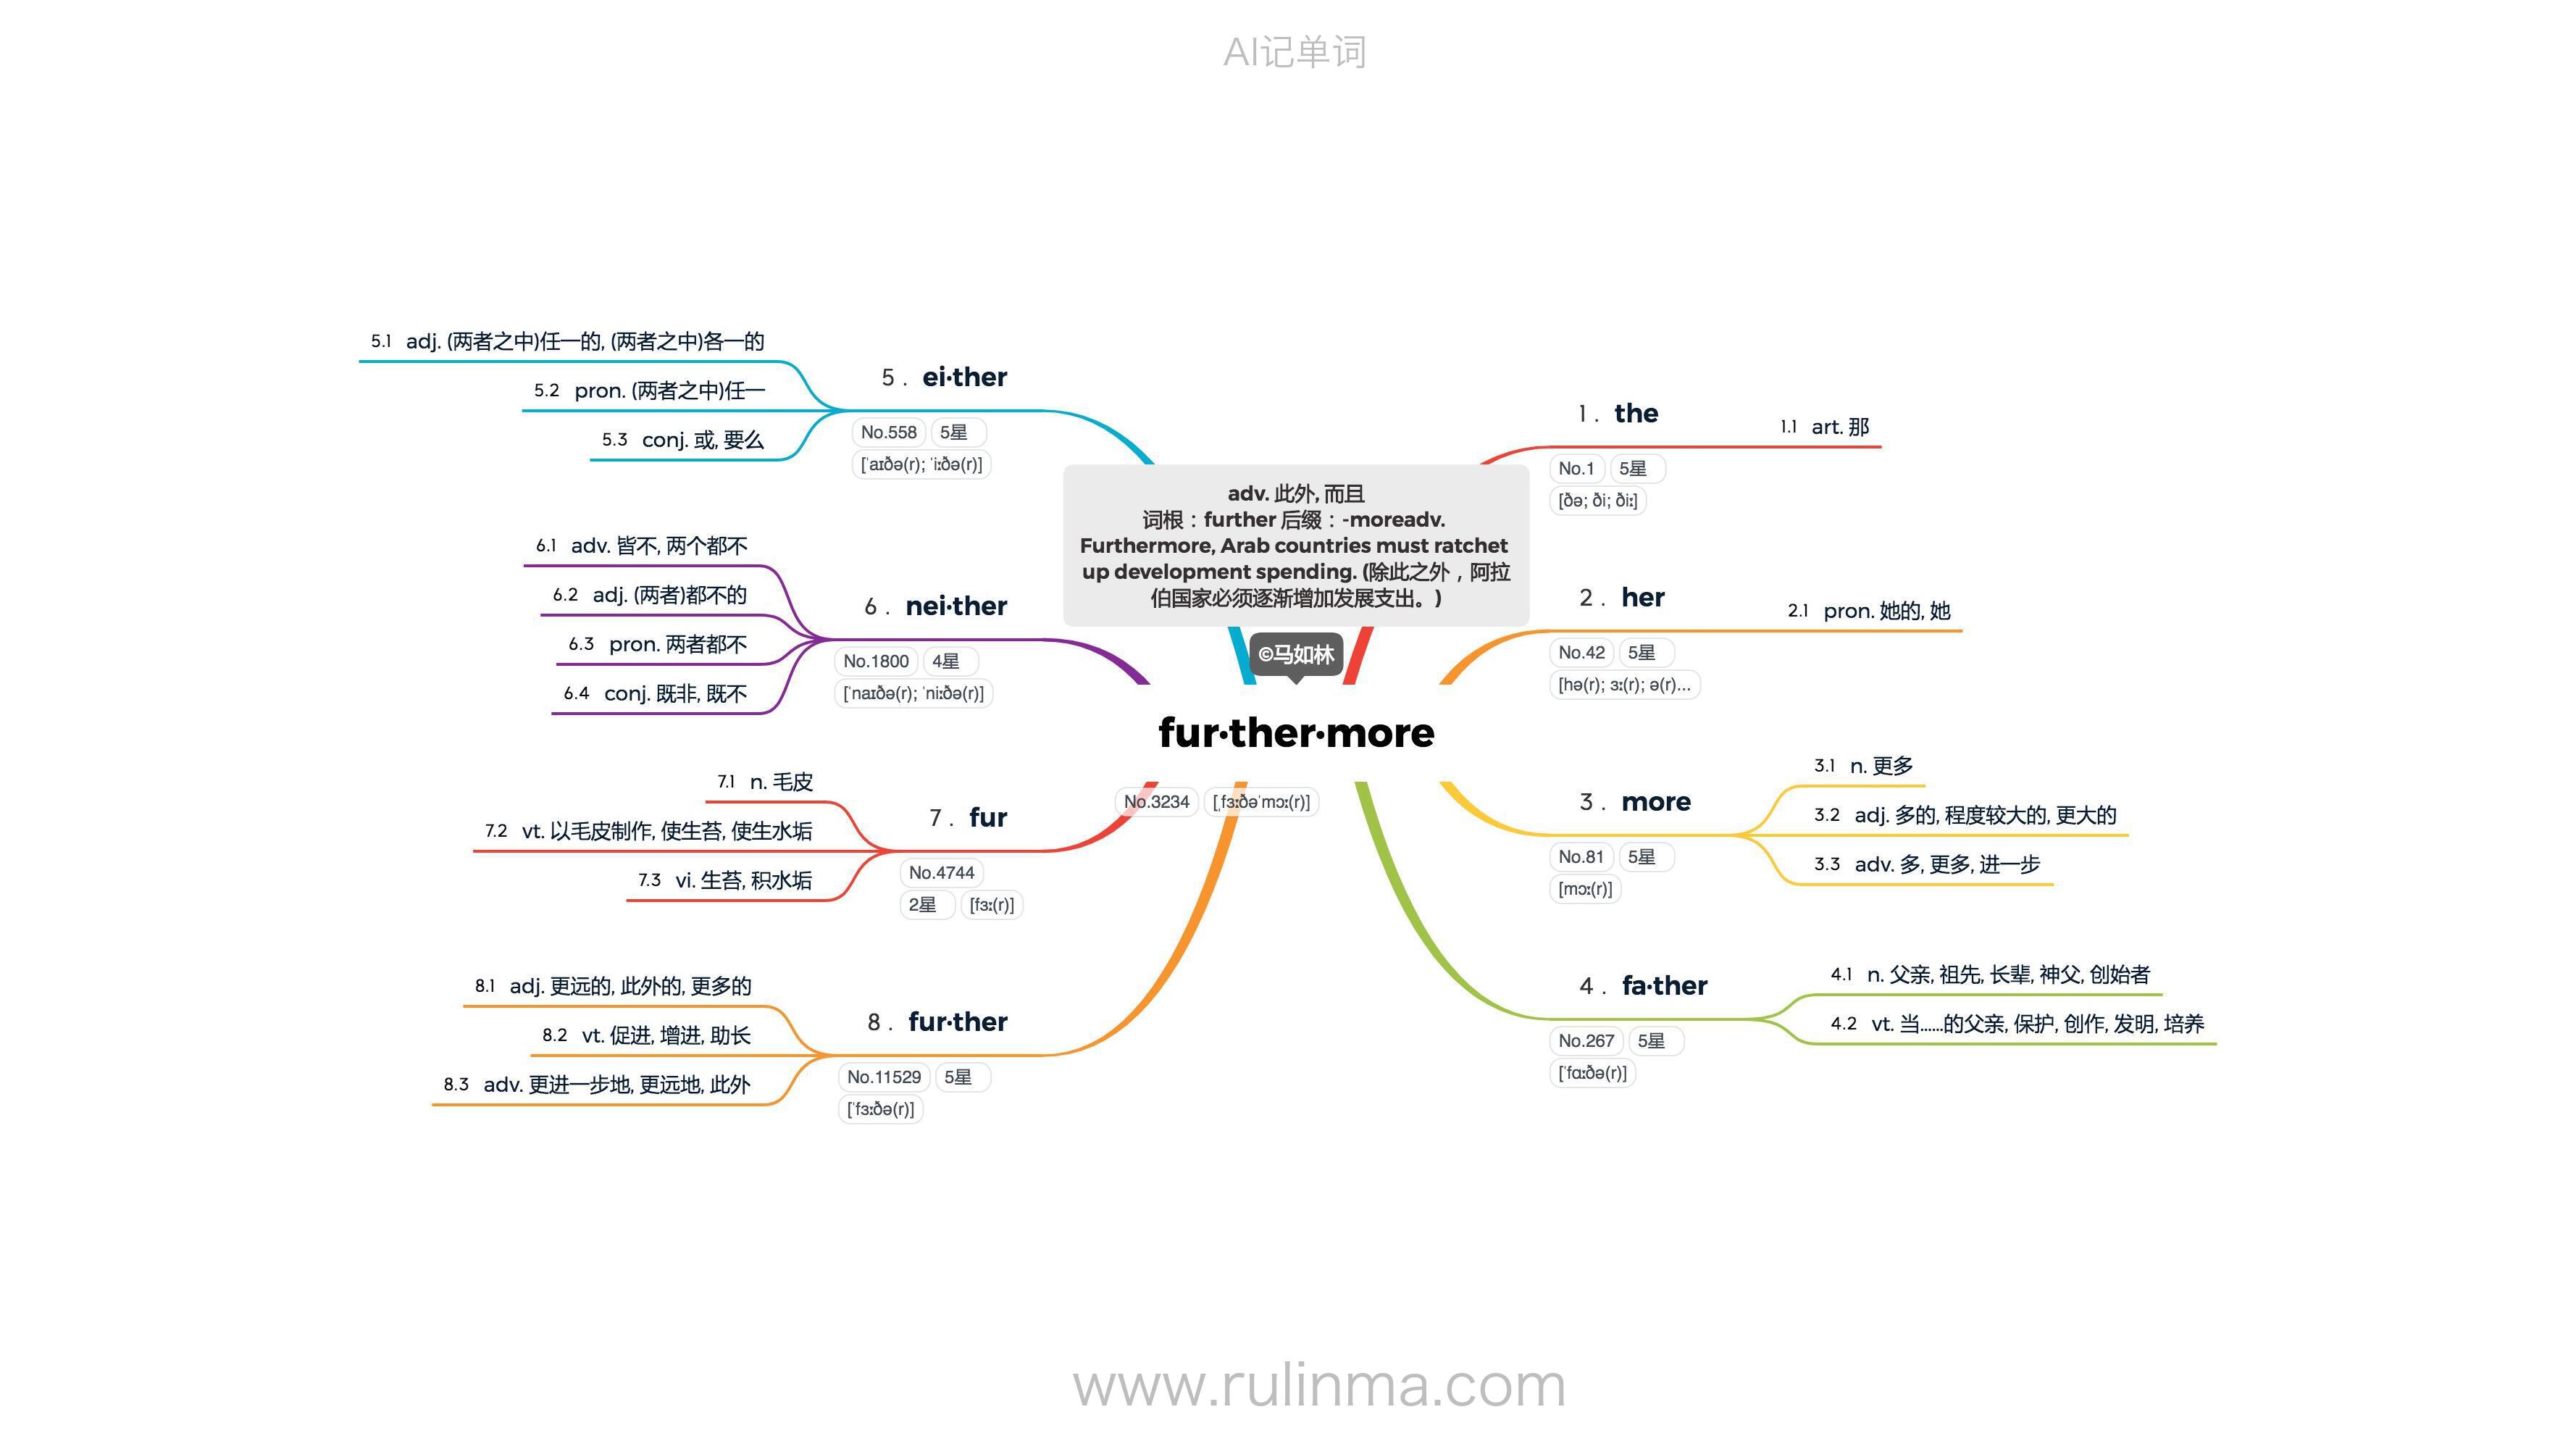 AI记单词
adv. 此外, 而且
词根：further 后缀：-moreadv.
Furthermore, Arab countries must ratchet
up development spending. (除此之外，阿拉
伯国家必须逐渐增加发展支出。)
©马如林
fur·ther·more
No.3234 [ˌfɜːðəˈmɔː(r)]
1. the
No.1 5星
[ðə; ði; ðiː]
1.1 art. 那
2. her
No.42 5星
[hə(r); ɜː(r); ə(r)...
2.1 pron. 她的, 她
3. more
No.81 5星
[mɔː(r)]
3.1 n. 更多
3.2 adj. 多的, 程度较大的, 更大的
3.3 adv. 多, 更多, 进一步
4. fa·ther
No.267 5星
[ˈfɑːðə(r)]
4.1 n. 父亲, 祖先, 长辈, 神父, 创始者
4.2 vt. 当……的父亲, 保护, 创作, 发明, 培养
5. ei·ther
No.558 5星
[ˈaɪðə(r); ˈiːðə(r)]
5.1 adj. (两者之中)任一的, (两者之中)各一的
5.2 pron. (两者之中)任一
5.3 conj. 或, 要么
6. nei·ther
No.1800 4星
[ˈnaɪðə(r); ˈniːðə(r)]
6.1 adv. 皆不, 两个都不
6.2 adj. (两者)都不的
6.3 pron. 两者都不
6.4 conj. 既非, 既不
7. fur
No.4744
2星 [fɜː(r)]
7.1 n. 毛皮
7.2 vt. 以毛皮制作, 使生苔, 使生水垢
7.3 vi. 生苔, 积水垢
8. fur·ther
No.11529 5星
[ˈfɜːðə(r)]
8.1 adj. 更远的, 此外的, 更多的
8.2 vt. 促进, 增进, 助长
8.3 adv. 更进一步地, 更远地, 此外
www.rulinma.com